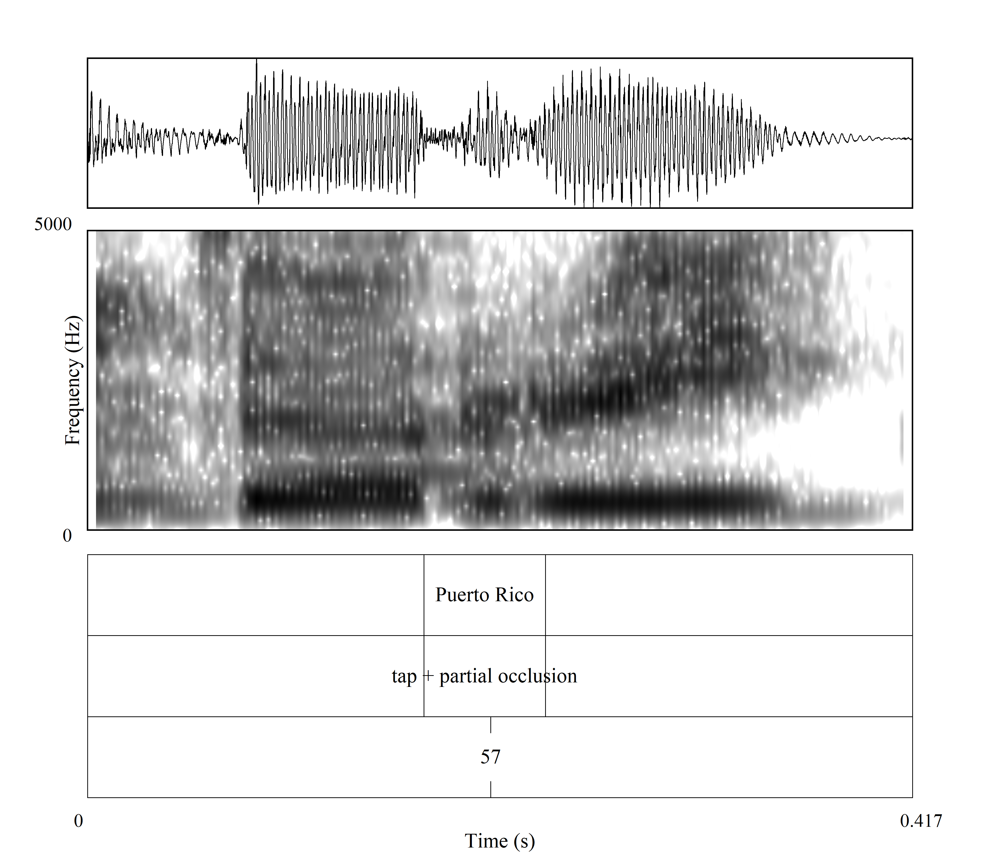 5000
Frequency (Hz)
0
Puerto Rico
tap + partial occlusion
57
0
0.417
Time (s)